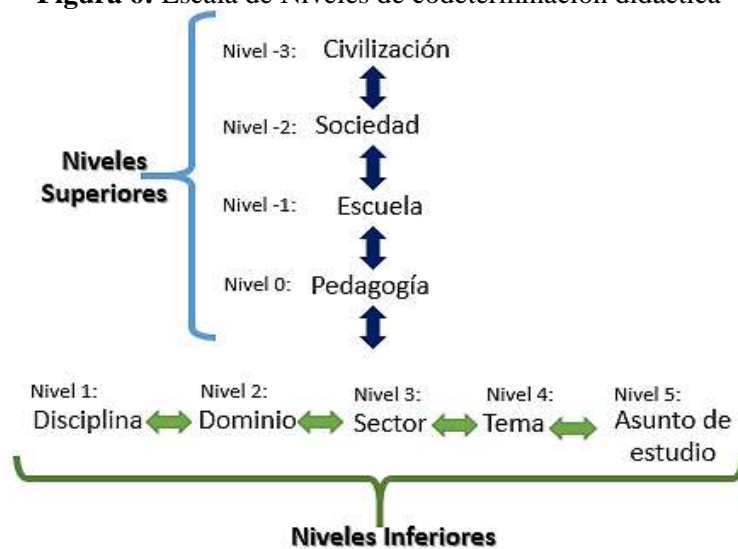 Figura 6: Escala de Niveles de codeterminación didáctica
Nivel -3: Civilización
Nivel -2: Sociedad
Niveles
Superiores
Nivel -1: Escuela
Nivel 0: Pedagogía
Nivel 1:
Disciplina
Nivel 2:
Dominio
Nivel 3:
Sector
Nivel 4:
Tema
Nivel 5:
Asunto de
estudio
Niveles Inferiores